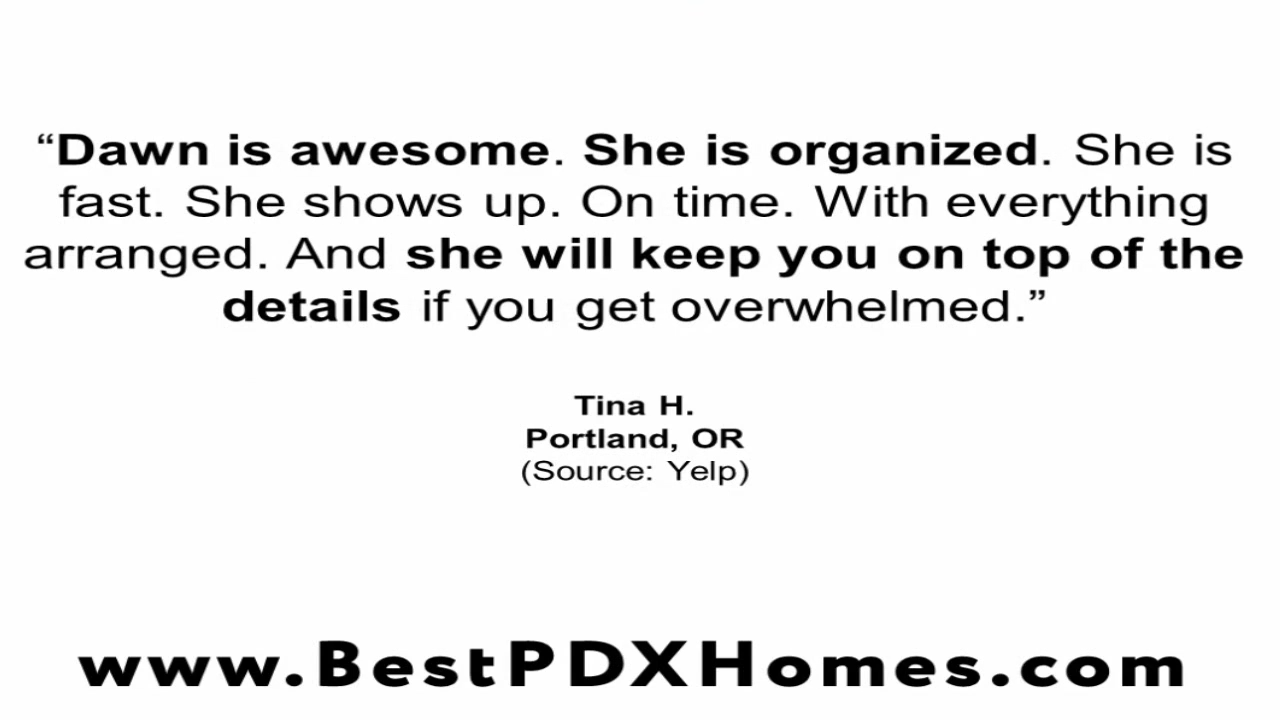 “Dawn is awesome. She is organized. She is
fast. She shows up. On time. With everything
arranged. And she will keep you on top of the
details if you get overwhelmed.”
Tina H.
Portland, OR
(Source: Yelp)
www.BestPDXHomes.com